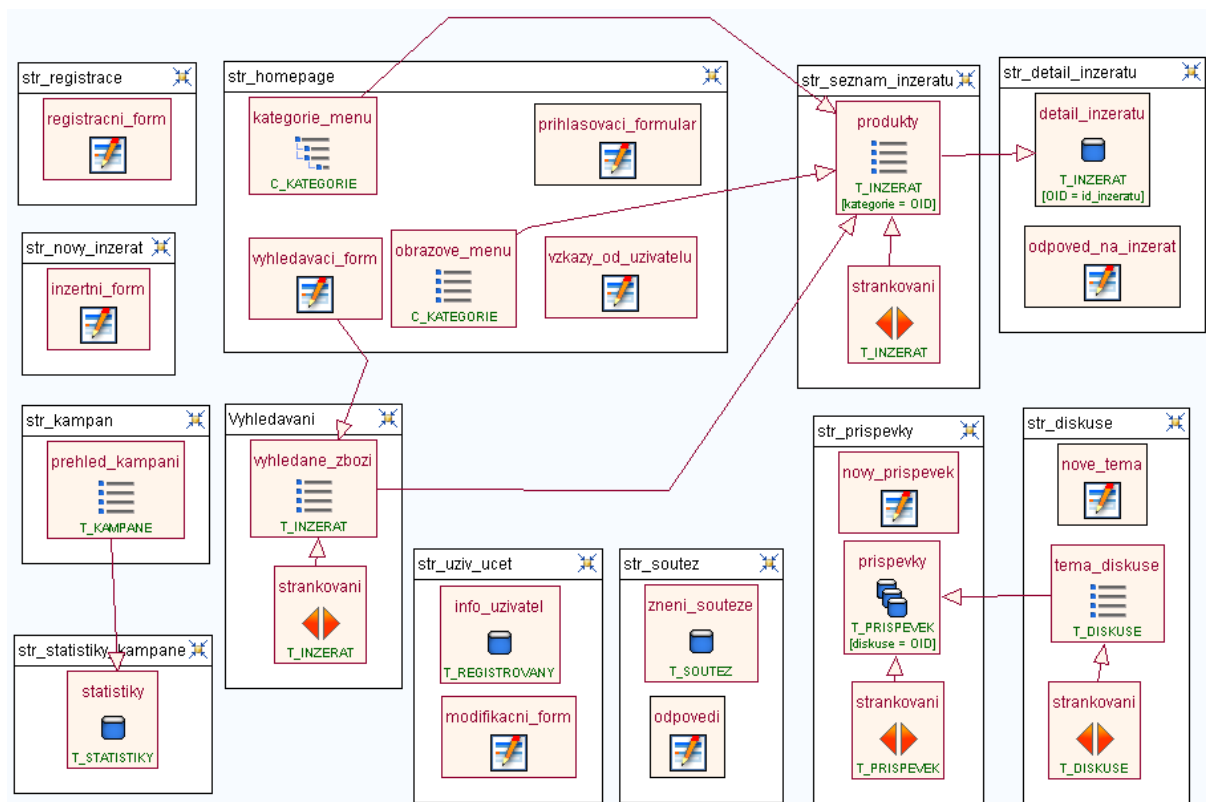 str_registrace
registracni_form
str_homepage
kategorie_menu
C_KATEGORIE
prihlasovaci_formular
vyhledavaci_form
obrazove_menu
C_KATEGORIE
vzkazy_od_uzivatelu
str_seznam_inzeratu
produkty
T_INZERAT
[kategorie = OID]
strankovani
T_INZERAT
str_detail_inzeratu
detail_inzeratu
T_INZERAT
[OID = id_inzeratu]
odpoved_na_inzerat
str_novy_inzerat
inzertni_form
str_kampan
prehled_kampani
T_KAMPANE
Vyhledavani
vyhledane_zbozi
T_INZERAT
strankovani
T_INZERAT
str_prispevky
novy_prispevek
prispevky
T_PRISPEVEK
[diskuse = OID]
strankovani
T_PRISPEVEK
str_diskuse
nove_tema
tema_diskuse
T_DISKUSE
strankovani
T_DISKUSE
str_statistiky_kampane
statistiky
T_STATISTIKY
str_uziv_ucet
info_uzivatel
T_REGISTROVANY
modifikacni_form
str_soutez
zneni_souteze
T_SOUTEZ
odpovedi